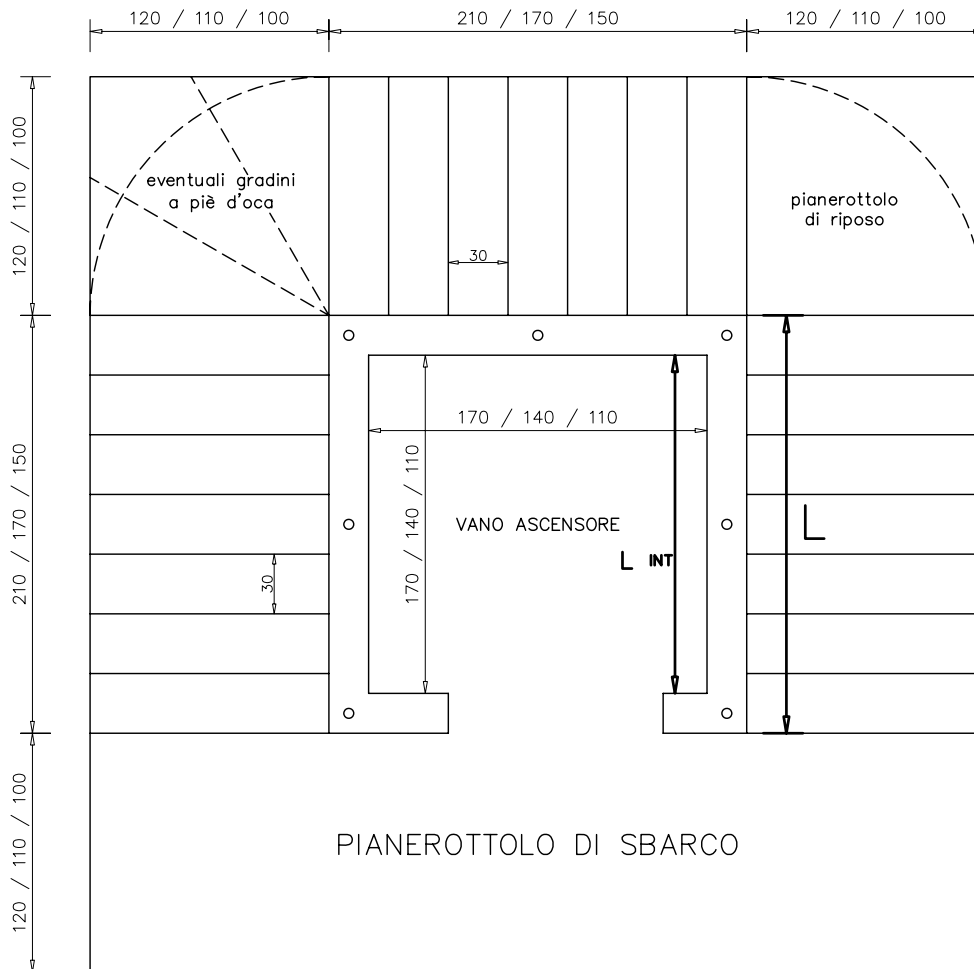 120 / 110 / 100
210 / 170 / 150
120 / 110 / 100
120 / 110 / 100
eventuali gradini
a piè d'oca
pianerottolo
di riposo
30
170 / 140 / 110
170 / 140 / 110
210 / 170 / 150
VANO ASCENSORE
L INT
L
30
120 / 110 / 100
PIANEROTTOLO DI SBARCO